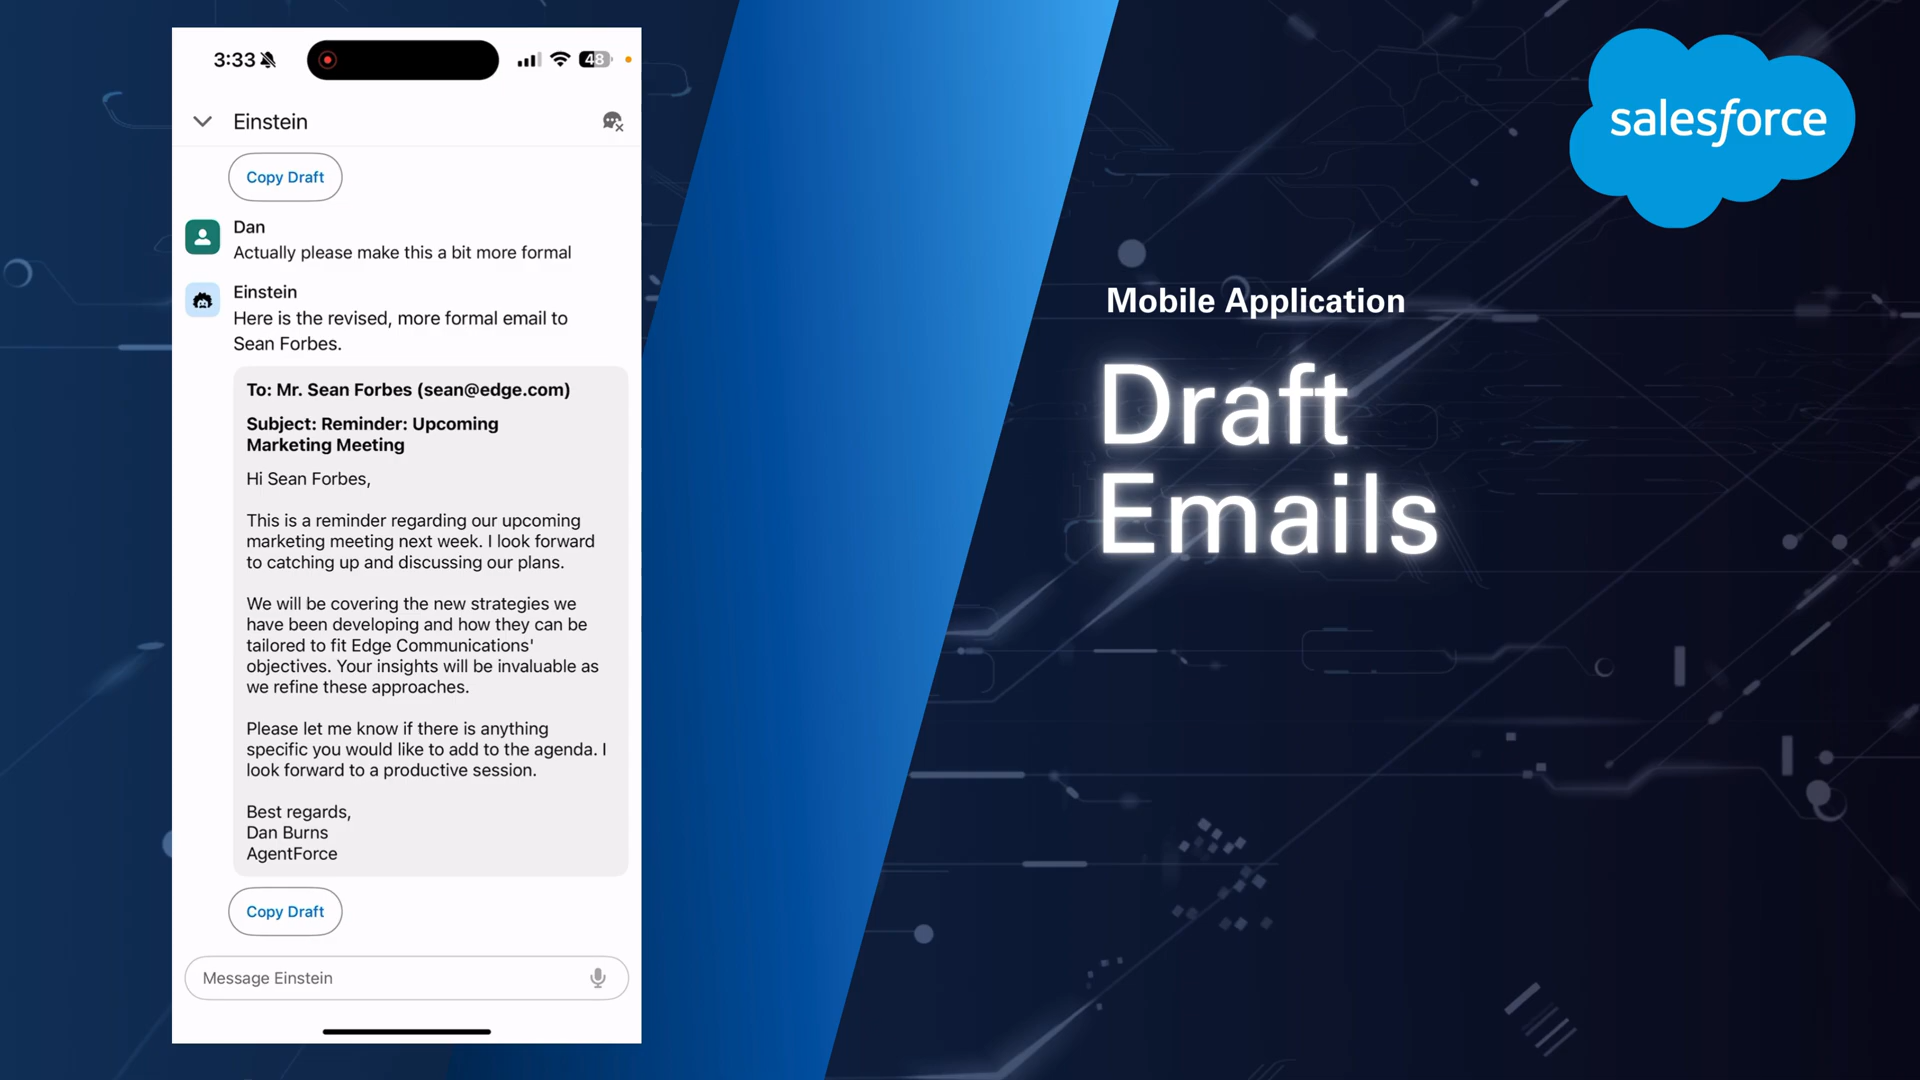 3:33
48
Einstein
Copy Draft
Dan
Actually please make this a bit more formal
Einstein
Here is the revised, more formal email to
Sean Forbes.
To: Mr. Sean Forbes (sean@edge.com)
Subject: Reminder: Upcoming
Marketing Meeting
Hi Sean Forbes,
This is a reminder regarding our upcoming
marketing meeting next week. I look forward
to catching up and discussing our plans.
We will be covering the new strategies we
have been developing and how they can be
tailored to fit Edge Communications'
objectives. Your insights will be invaluable as
we refine these approaches.
Please let me know if there is anything
specific you would like to add to the agenda. I
look forward to a productive session.
Best regards,
Dan Burns
AgentForce
Copy Draft
Message Einstein
salesforce
Mobile Application
Draft
Emails